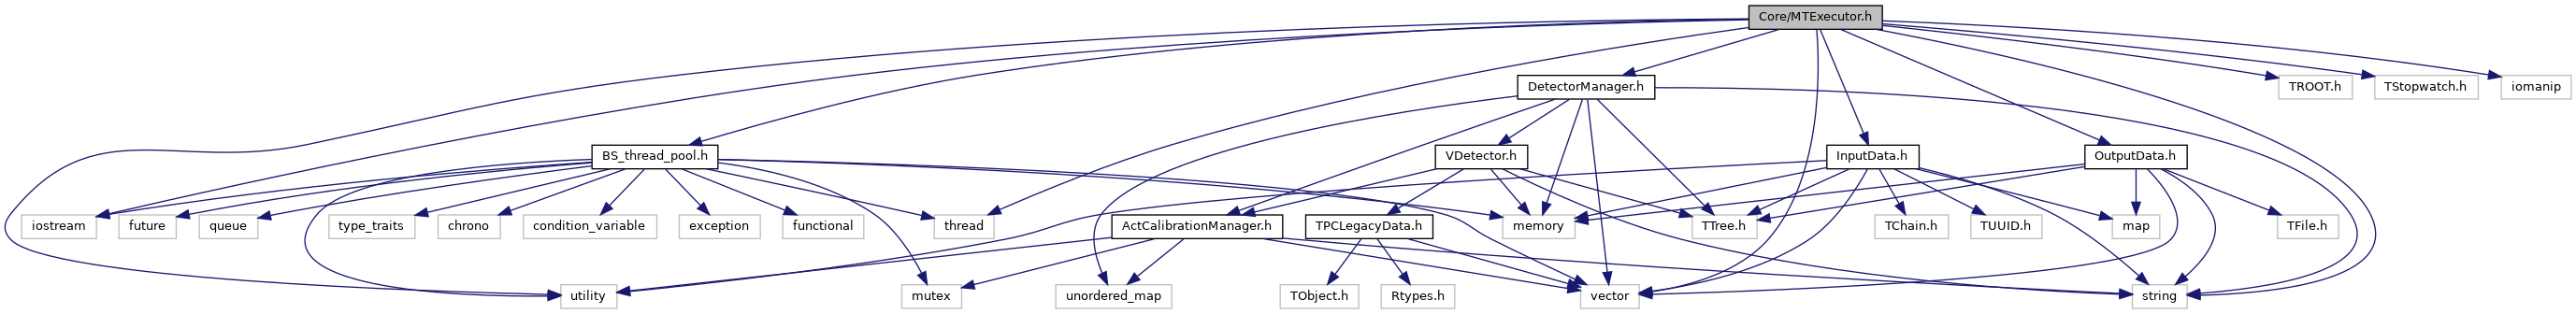 Core/MTExecutor.h
DetectorManager.h
TROOT.h
TStopwatch.h
iomanip
BS_thread_pool.h
VDetector.h
InputData.h
OutputData.h
iostream
future
queue
type_traits
chrono
condition_variable
exception
functional
thread
ActCalibrationManager.h
TPCLegacyData.h
memory
TTree.h
TChain.h
TUUID.h
map
TFile.h
utility
mutex
unordered_map
TObject.h
Rtypes.h
vector
string